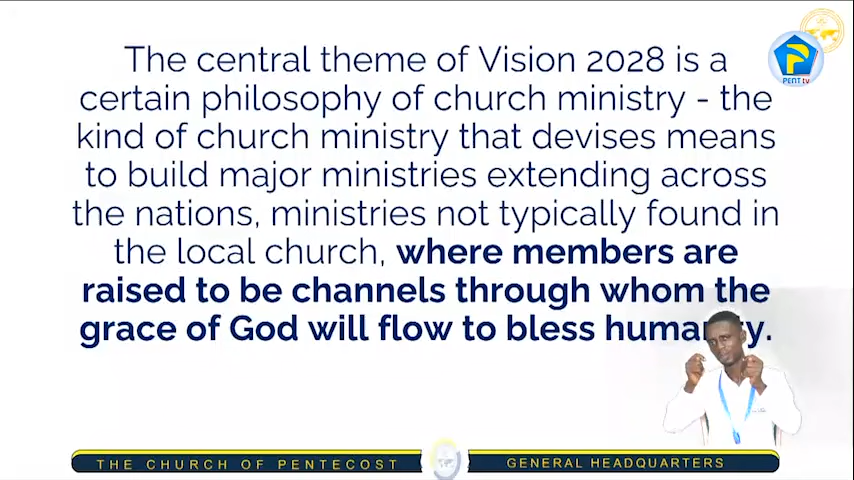 The central theme of Vision 2028 is a
certain philosophy of church ministry - the
kind of church ministry that devises means
to build major ministries extending across
the nations, ministries not typically found in
the local church, where members are
raised to be channels through whom the
grace of God will flow to bless
PENT tv
THE CHURCH OF PENTECOST
GENERAL HEADQUARTERS